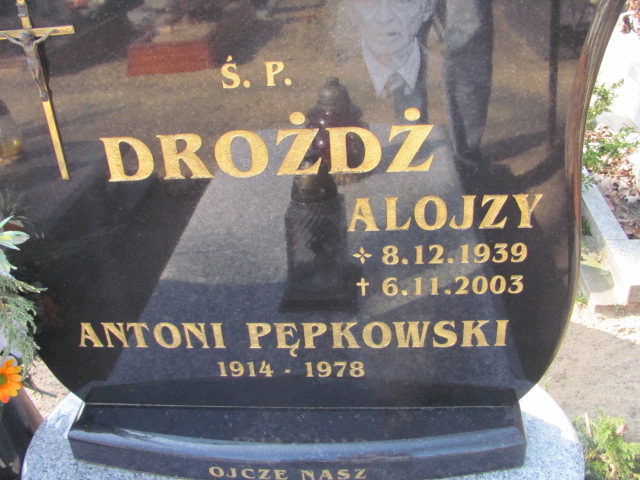 Ś. P.
DROŻDŻ
ALOJZY
✥ 8.12.1939
† 6.11.2003
ANTONI PĘPKOWSKI
1914 - 1978
OJCZE NASZ